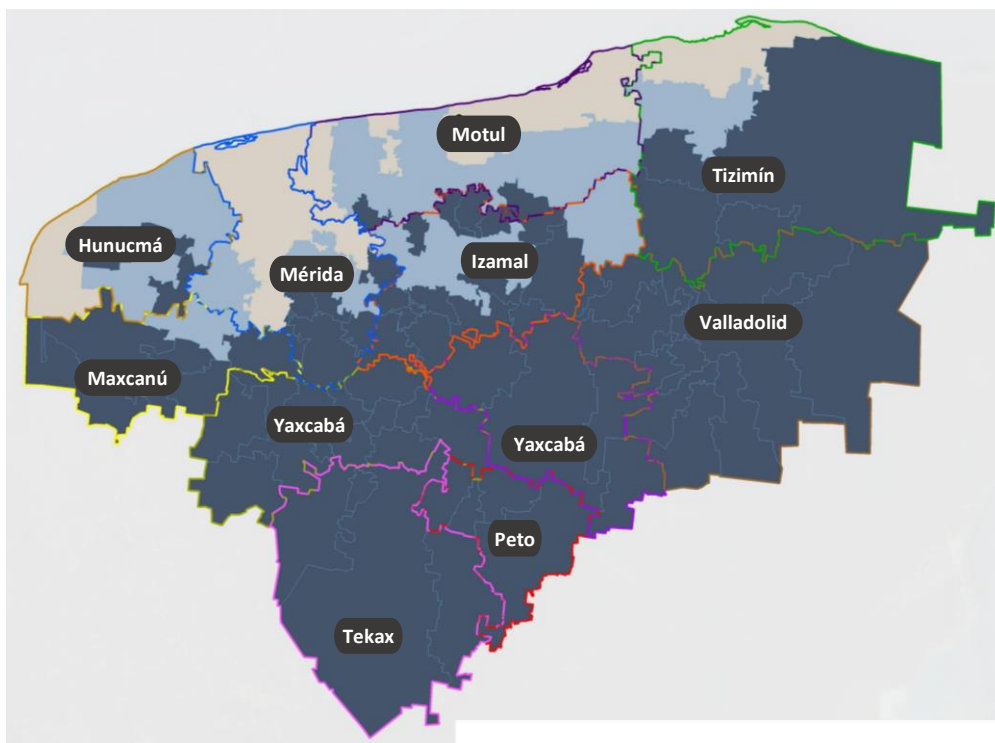 Motul
Tizimín
Hunucmá
Mérida
Izamal
Valladolid
Maxcanú
Yaxcabá
Yaxcabá
Peto
Tekax